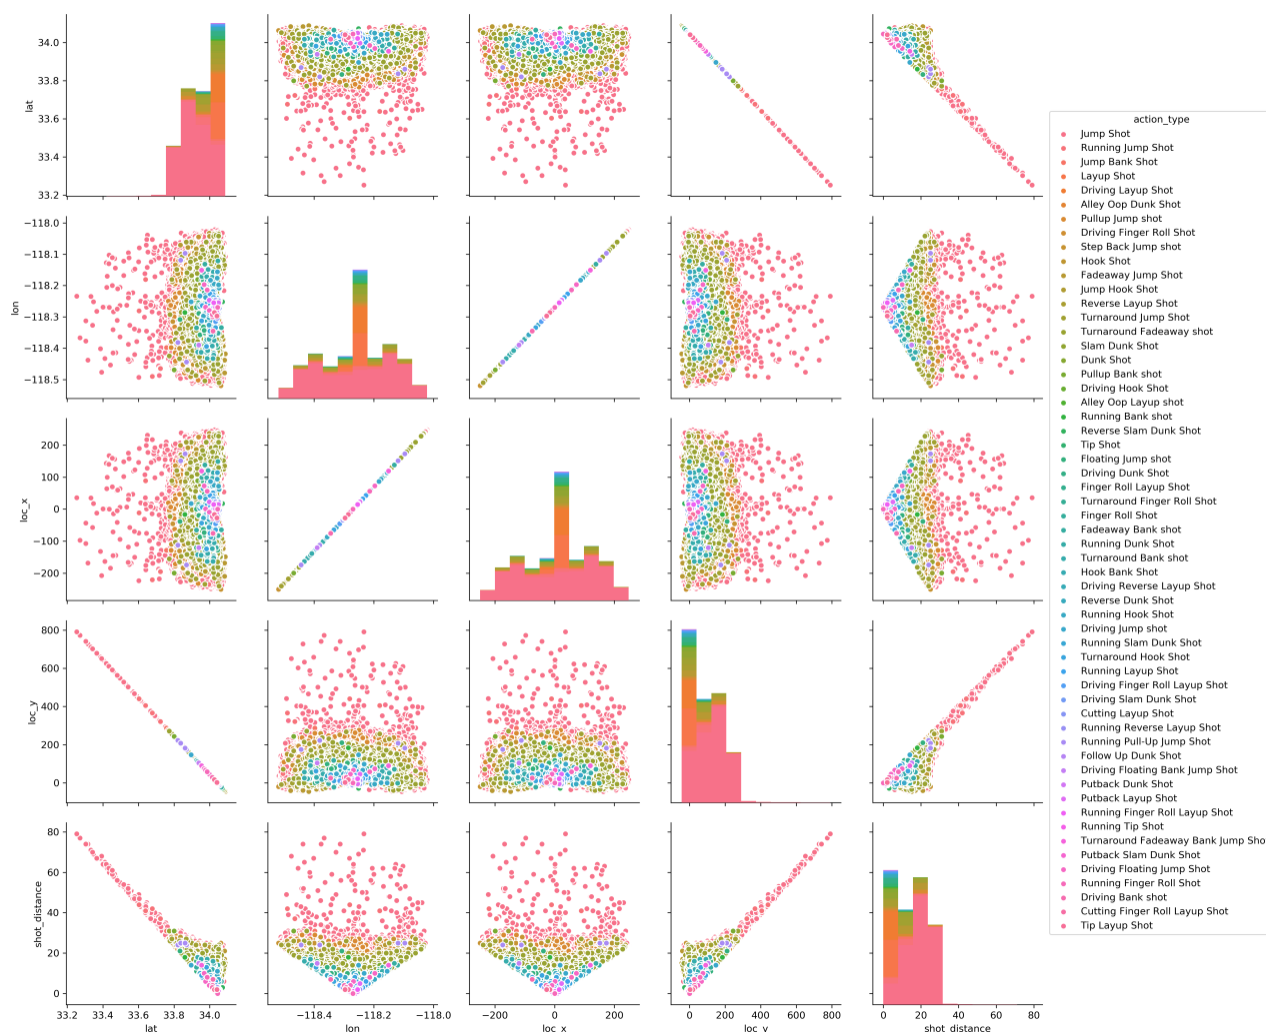 34.0
33.8
33.6
33.4
33.2
lat
−118.0
−118.1
−118.2
−118.3
−118.4
−118.5
lon
200
100
0
−100
−200
loc_x
800
600
400
200
0
loc_y
80
60
40
20
0
shot_distance
33.2 33.4 33.6 33.8 34.0
lat
−118.4 −118.2 −118.0
lon
−200 0 200
loc_x
0 200 400 600 800
loc_y
0 20 40 60 80
shot_distance
action_type
Jump Shot
Running Jump Shot
Jump Bank Shot
Layup Shot
Driving Layup Shot
Alley Oop Dunk Shot
Pullup Jump shot
Driving Finger Roll Shot
Step Back Jump shot
Hook Shot
Fadeaway Jump Shot
Jump Hook Shot
Reverse Layup Shot
Turnaround Jump Shot
Turnaround Fadeaway shot
Slam Dunk Shot
Dunk Shot
Pullup Bank shot
Driving Hook Shot
Alley Oop Layup shot
Running Bank shot
Reverse Slam Dunk Shot
Tip Shot
Floating Jump shot
Driving Dunk Shot
Finger Roll Layup Shot
Turnaround Finger Roll Shot
Finger Roll Shot
Fadeaway Bank shot
Running Dunk Shot
Turnaround Bank shot
Hook Bank Shot
Driving Reverse Layup Shot
Reverse Dunk Shot
Running Hook Shot
Driving Jump shot
Running Slam Dunk Shot
Turnaround Hook Shot
Running Layup Shot
Driving Finger Roll Layup Shot
Driving Slam Dunk Shot
Cutting Layup Shot
Running Reverse Layup Shot
Running Pull-Up Jump Shot
Follow Up Dunk Shot
Driving Floating Bank Jump Shot
Putback Dunk Shot
Putback Layup Shot
Running Finger Roll Layup Shot
Running Tip Shot
Turnaround Fadeaway Bank Jump Sho
Putback Slam Dunk Shot
Driving Floating Jump Shot
Running Finger Roll Shot
Driving Bank shot
Cutting Finger Roll Layup Shot
Tip Layup Shot